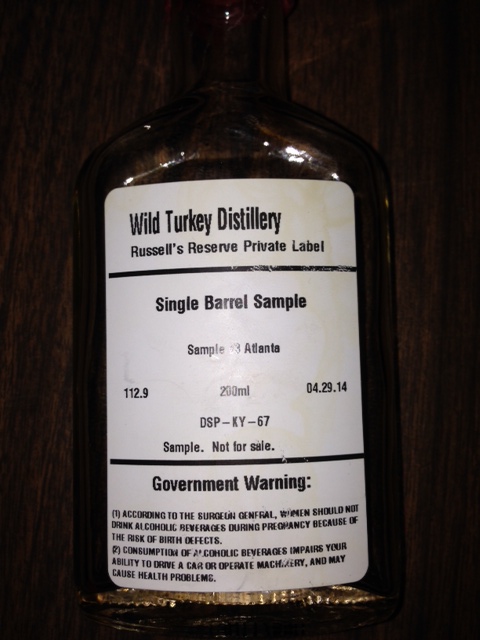 Wild Turkey Distillery
Russell's Reserve Private Label
Single Barrel Sample
Sample 3 Atlanta
112.9 200ml 04.29.14
DSP-KY-67
Sample. Not for sale.
Government Warning:
(1) ACCORDING TO THE SURGEON GENERAL, WOMEN SHOULD NOT
DRINK ALCOHOLIC BEVERAGES DURING PREGNANCY BECAUSE OF
THE RISK OF BIRTH DEFECTS.
(2) CONSUMPTION OF ALCOHOLIC BEVERAGES IMPAIRS YOUR
ABILITY TO DRIVE A CAR OR OPERATE MACHINERY, AND MAY
CAUSE HEALTH PROBLEMS.